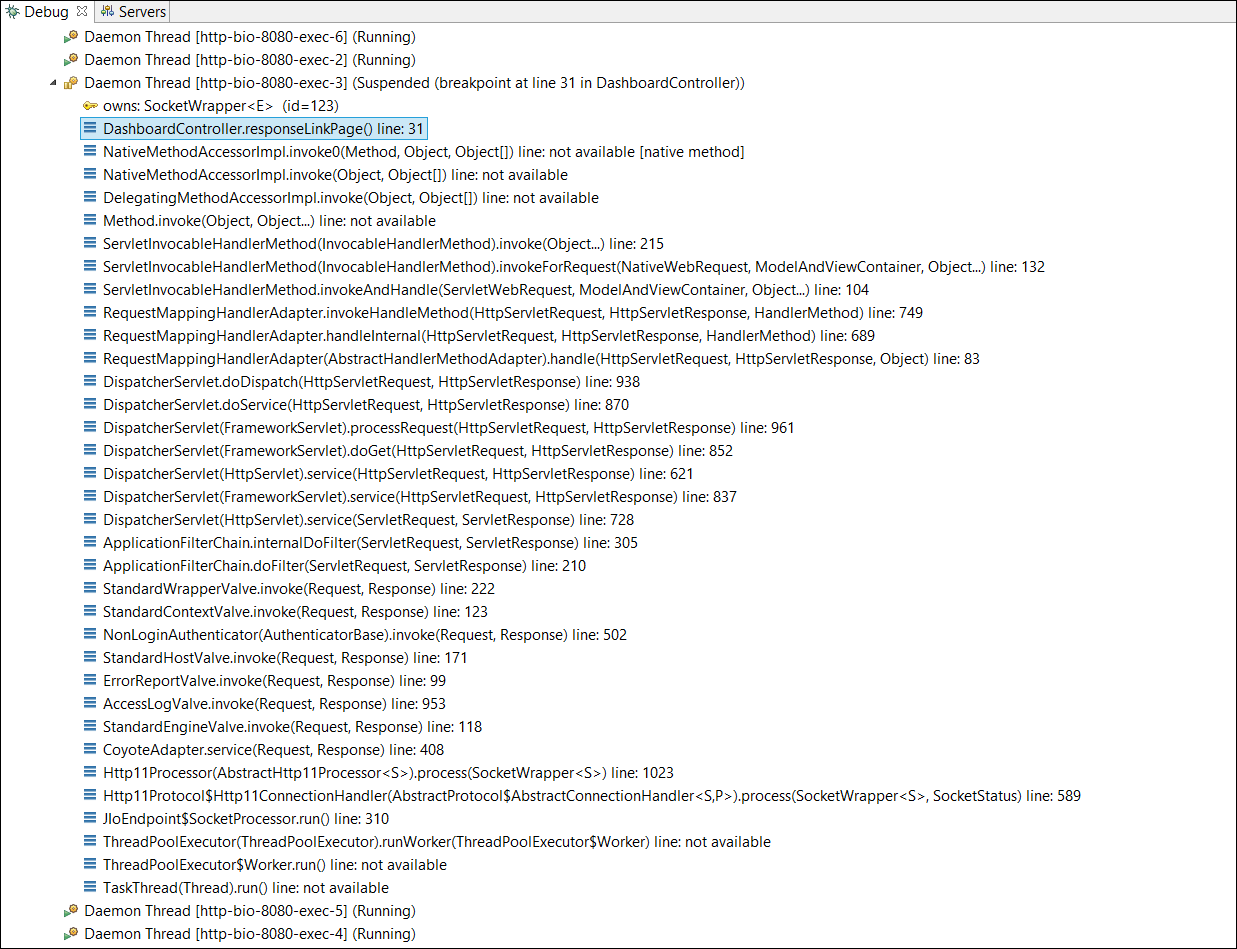 Debug Servers
Daemon Thread [http-bio-8080-exec-6] (Running)
Daemon Thread [http-bio-8080-exec-2] (Running)
Daemon Thread [http-bio-8080-exec-3] (Suspended (breakpoint at line 31 in DashboardController))
owns: SocketWrapper<E> (id=123)
DashboardController.responseLinkPage() line: 31
NativeMethodAccessorImpl.invoke0(Method, Object, Object[]) line: not available [native method]
NativeMethodAccessorImpl.invoke(Object, Object[]) line: not available
DelegatingMethodAccessorImpl.invoke(Object, Object[]) line: not available
Method.invoke(Object, Object...) line: not available
ServletInvocableHandlerMethod(InvocableHandlerMethod).invoke(Object...) line: 215
ServletInvocableHandlerMethod(InvocableHandlerMethod).invokeForRequest(NativeWebRequest, ModelAndViewContainer, Object...) line: 132
ServletInvocableHandlerMethod.invokeAndHandle(ServletWebRequest, ModelAndViewContainer, Object...) line: 104
RequestMappingHandlerAdapter.invokeHandleMethod(HttpServletRequest, HttpServletResponse, HandlerMethod) line: 749
RequestMappingHandlerAdapter.handleInternal(HttpServletRequest, HttpServletResponse, HandlerMethod) line: 689
RequestMappingHandlerAdapter(AbstractHandlerMethodAdapter).handle(HttpServletRequest, HttpServletResponse, Object) line: 83
DispatcherServlet.doDispatch(HttpServletRequest, HttpServletResponse) line: 938
DispatcherServlet.doService(HttpServletRequest, HttpServletResponse) line: 870
DispatcherServlet(FrameworkServlet).processRequest(HttpServletRequest, HttpServletResponse) line: 961
DispatcherServlet(FrameworkServlet).doGet(HttpServletRequest, HttpServletResponse) line: 852
DispatcherServlet(HttpServlet).service(HttpServletRequest, HttpServletResponse) line: 621
DispatcherServlet(FrameworkServlet).service(HttpServletRequest, HttpServletResponse) line: 837
DispatcherServlet(HttpServlet).service(ServletRequest, ServletResponse) line: 728
ApplicationFilterChain.internalDoFilter(ServletRequest, ServletResponse) line: 305
ApplicationFilterChain.doFilter(ServletRequest, ServletResponse) line: 210
StandardWrapperValve.invoke(Request, Response) line: 222
StandardContextValve.invoke(Request, Response) line: 123
NonLoginAuthenticator(AuthenticatorBase).invoke(Request, Response) line: 502
StandardHostValve.invoke(Request, Response) line: 171
ErrorReportValve.invoke(Request, Response) line: 99
AccessLogValve.invoke(Request, Response) line: 953
StandardEngineValve.invoke(Request, Response) line: 118
CoyoteAdapter.service(Request, Response) line: 408
Http11Processor(AbstractHttp11Processor<S>).process(SocketWrapper<S>) line: 1023
Http11Protocol$Http11ConnectionHandler(AbstractProtocol$AbstractConnectionHandler<S,P>).process(SocketWrapper<S>, SocketStatus) line: 589
JIoEndpoint$SocketProcessor.run() line: 310
ThreadPoolExecutor(ThreadPoolExecutor).runWorker(ThreadPoolExecutor$Worker) line: not available
ThreadPoolExecutor$Worker.run() line: not available
TaskThread(Thread).run() line: not available
Daemon Thread [http-bio-8080-exec-5] (Running)
Daemon Thread [http-bio-8080-exec-4] (Running)